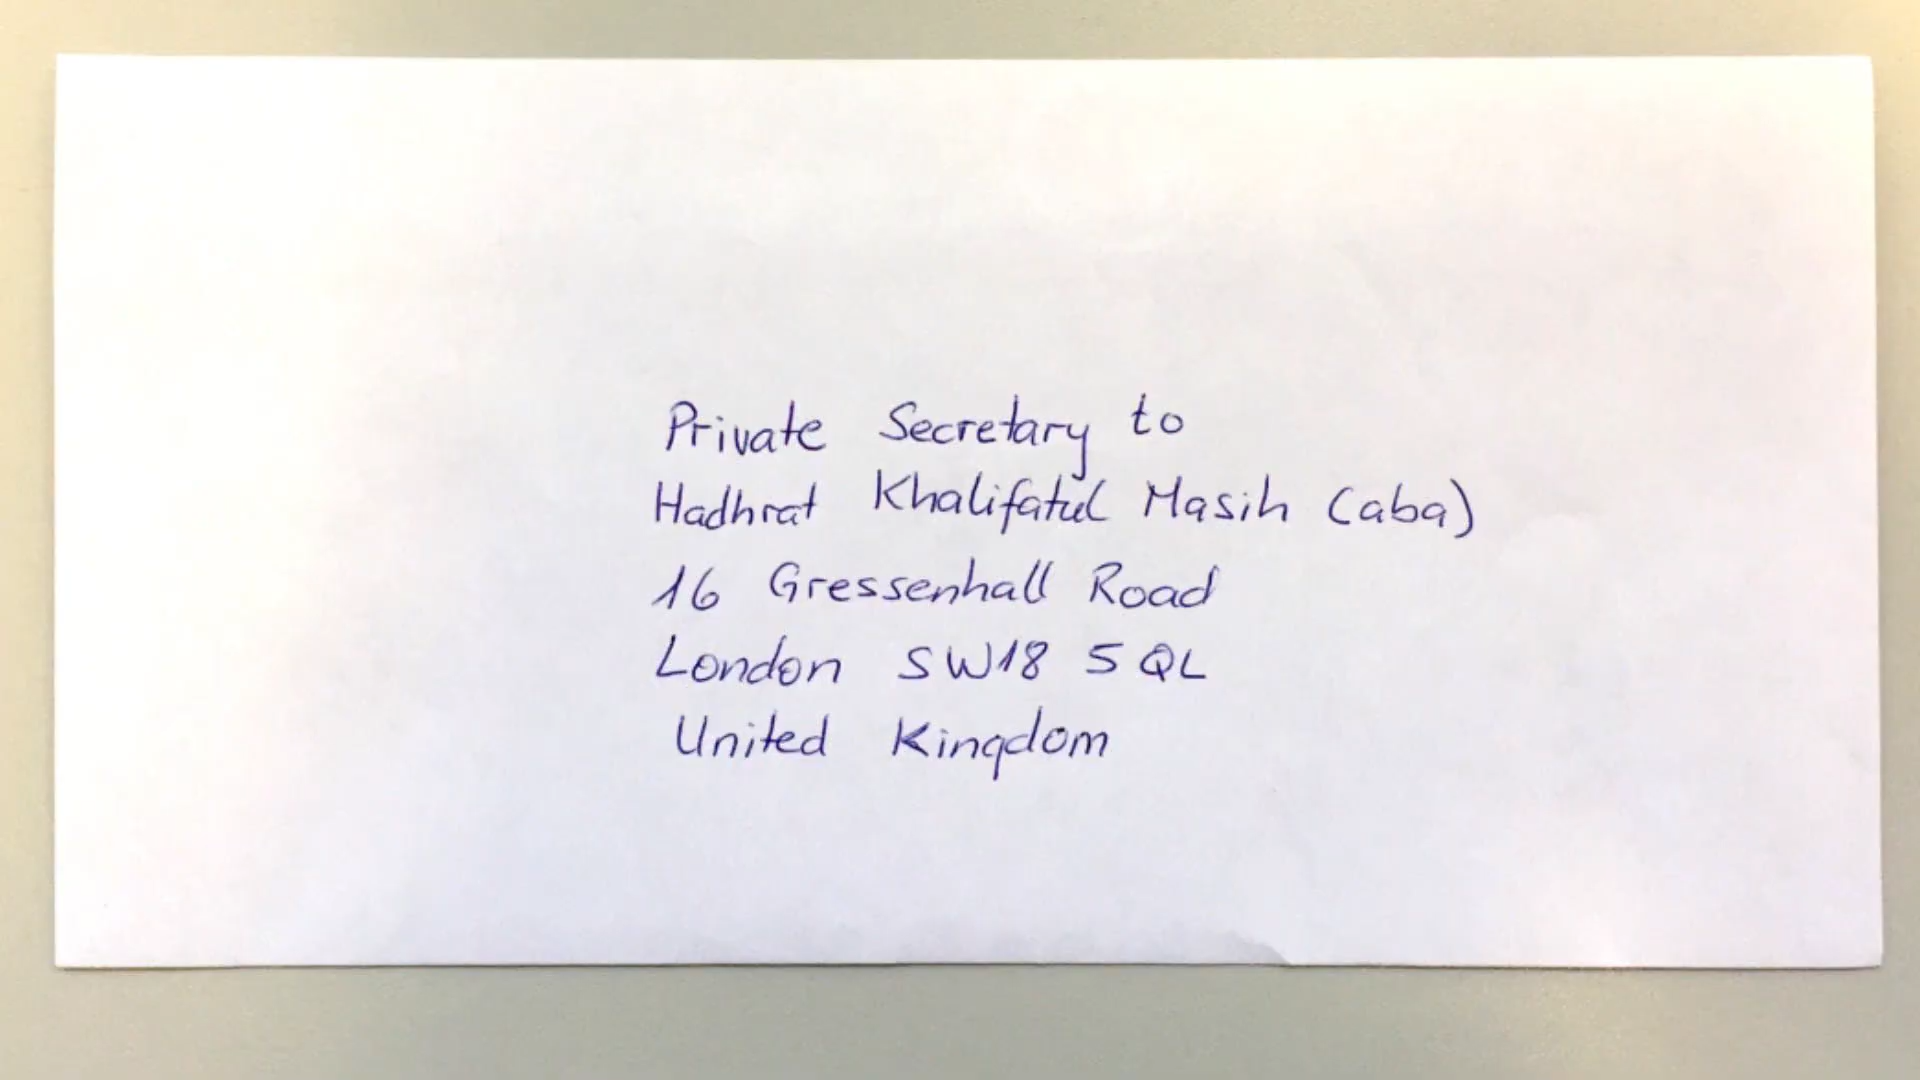 Private Secretary to
Hadhrat Khalifatul Masih (aba)
16 Gressenhall Road
London SW18 5QL
United Kingdom